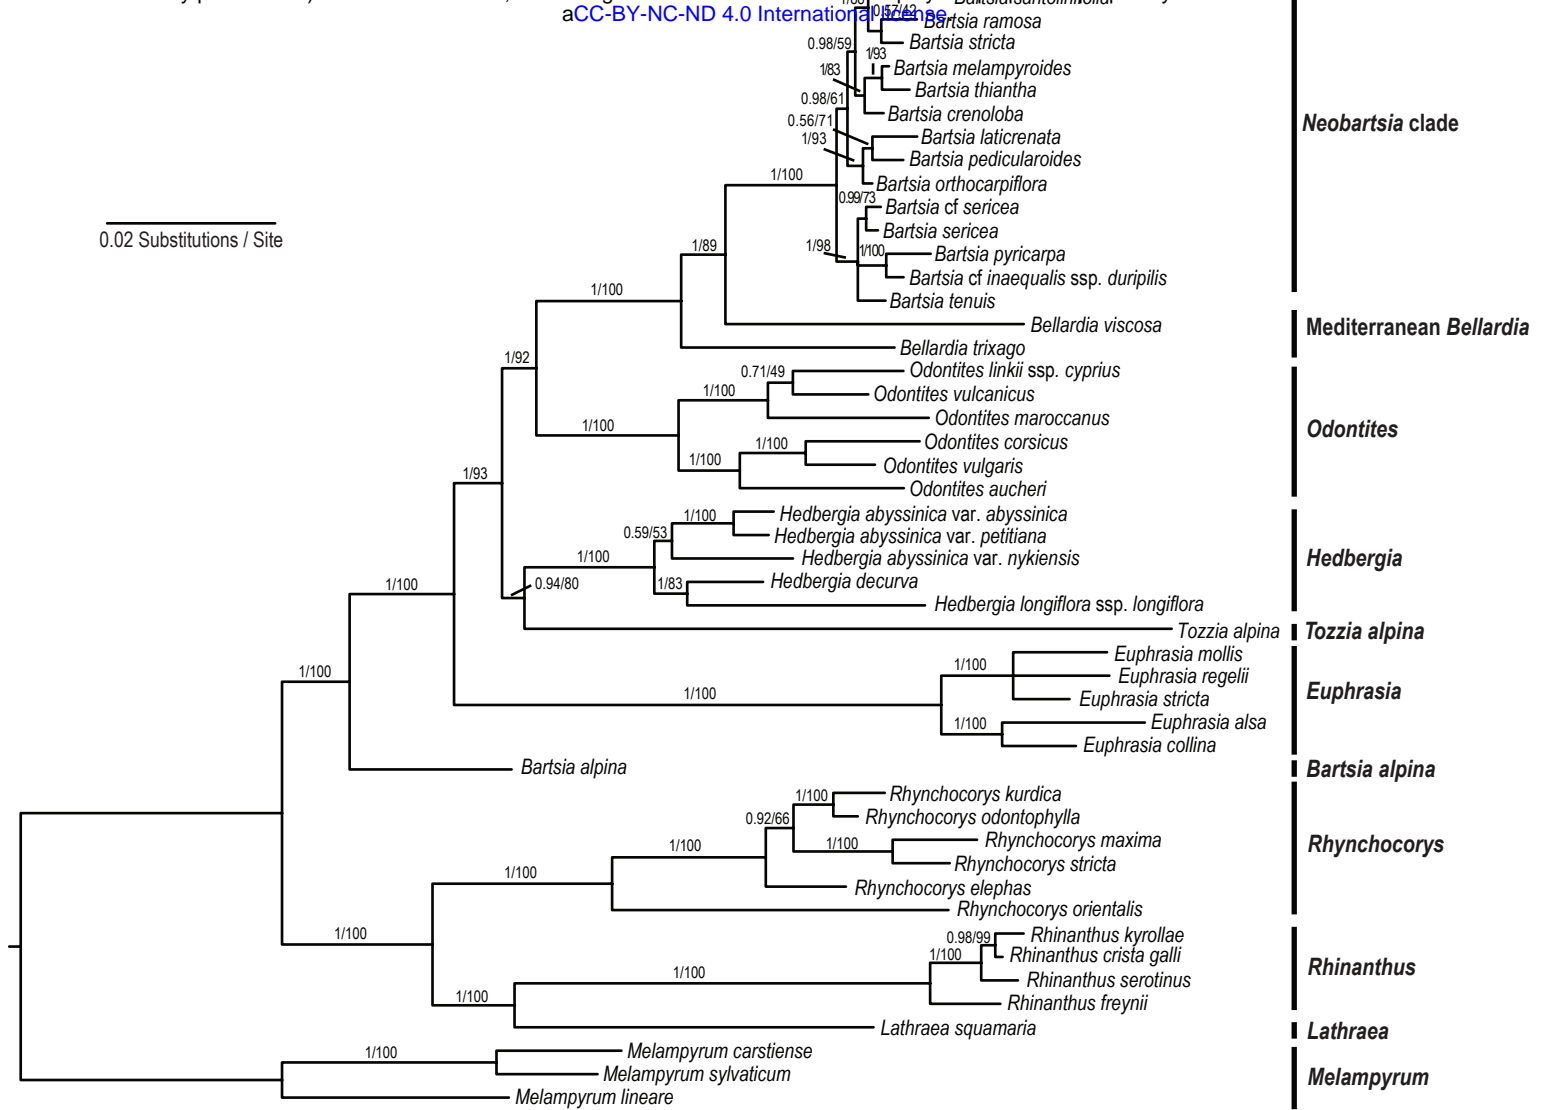 aCC-BY-NC-ND 4.0 International license.
0.57/42
Bartsia ramosa
0.98/59
Bartsia stricta
1/93
1/83
Bartsia melampyroides
Bartsia thiantha
0.98/61
Bartsia crenoloba
Neobartsia clade
0.56/71
Bartsia laticrenata
1/93
Bartsia pedicularoides
1/100
Bartsia orthocarpiflora
0.99/73
Bartsia cf sericea
Bartsia sericea
0.02 Substitutions / Site
1/89
1/98
1/100
Bartsia pyricarpa
Bartsia cf inaequalis ssp. duripilis
1/100
Bartsia tenuis
Bellardia viscosa
Mediterranean Bellardia
Bellardia trixago
1/92
0.71/49
Odontites linkii ssp. cyprius
1/100
Odontites vulcanicus
Odontites maroccanus
1/100
Odontites
1/100
Odontites corsicus
1/100
Odontites vulgaris
1/93
Odontites aucheri
1/100
Hedbergia abyssinica var. abyssinica
0.59/53
Hedbergia abyssinica var. petitiana
1/100
Hedbergia abyssinica var. nykiensis
Hedbergia
0.94/80
1/83
Hedbergia decurva
1/100
Hedbergia longiflora ssp. longiflora
Tozzia alpina
Tozzia alpina
Euphrasia mollis
1/100
1/100
Euphrasia regelii
1/100
Euphrasia stricta
Euphrasia
1/100
Euphrasia alsa
Euphrasia collina
Bartsia alpina
Bartsia alpina
1/100
Rhynchocorys kurdica
0.92/66
Rhynchocorys odontophylla
1/100
1/100
Rhynchocorys maxima
Rhynchocorys
Rhynchocorys stricta
1/100
Rhynchocorys elephas
Rhynchocorys orientalis
1/100
0.98/99
Rhinanthus kyrollae
1/100
Rhinanthus crista galli
1/100
Rhinanthus serotinus
Rhinanthus
1/100
Rhinanthus freynii
Lathraea squamaria
Lathraea
1/100
Melampyrum carstiense
Melampyrum sylvaticum
Melampyrum
Melampyrum lineare